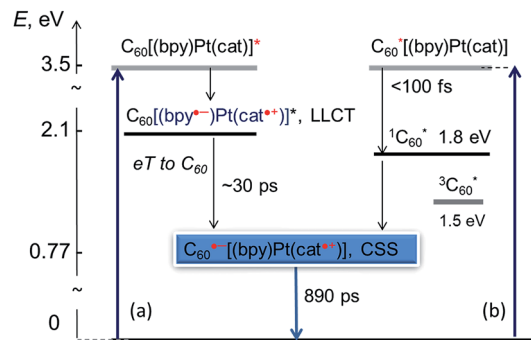 E, eV
C₆₀[(bpy)Pt(cat)]* C₆₀*[(bpy)Pt(cat)]
3.5
<100 fs
~
C₆₀[(bpy•−)Pt(cat•+)]*, LLCT
2.1
¹C₆₀* 1.8 eV
eT to C₆₀
~30 ps
³C₆₀*
1.5 eV
C₆₀•−[(bpy)Pt(cat•+)], CSS
0.77
~
890 ps
(a) (b)
0